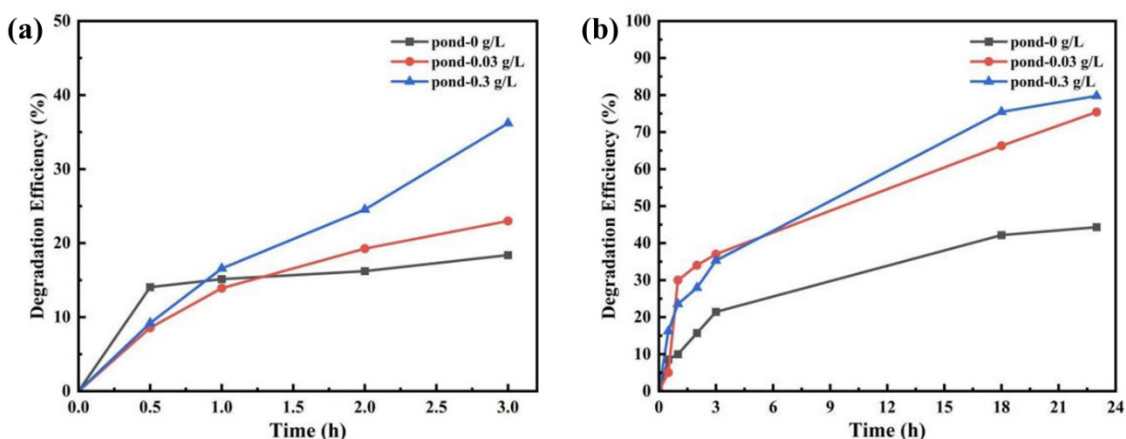 (a)
50
40
30
20
10
0
Degradation Efficiency (%)
pond-0 g/L
pond-0.03 g/L
pond-0.3 g/L
0.0 0.5 1.0 1.5 2.0 2.5 3.0
Time (h)
(b)
100
90
80
70
60
50
40
30
20
10
0
Degradation Efficiency (%)
pond-0 g/L
pond-0.03 g/L
pond-0.3 g/L
0 3 6 9 12 15 18 21 24
Time (h)